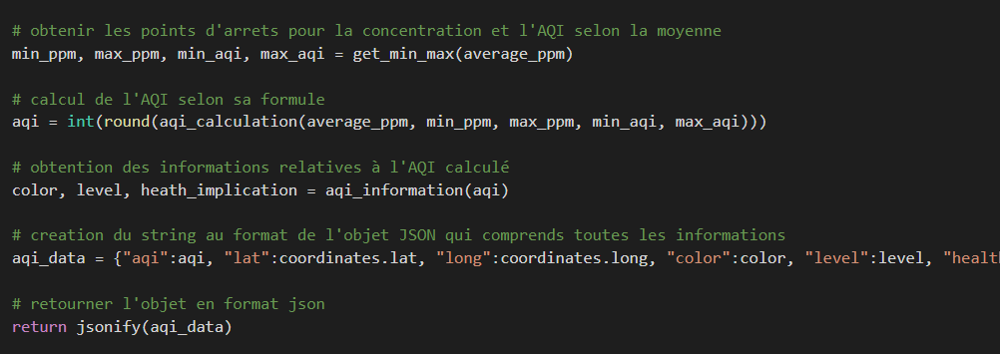 # obtenir les points d'arrets pour la concentration et l'AQI selon la moyenne
min_ppm, max_ppm, min_aqi, max_aqi = get_min_max(average_ppm)
# calcul de l'AQI selon sa formule
aqi = int(round(aqi_calculation(average_ppm, min_ppm, max_ppm, min_aqi, max_aqi)))
# obtention des informations relatives à l'AQI calculé
color, level, heath_implication = aqi_information(aqi)
# creation du string au format de l'objet JSON qui comprends toutes les informations
aqi_data = {"aqi":aqi, "lat":coordinates.lat, "long":coordinates.long, "color":color, "level":level, "healt
# retourner l'objet en format json
return jsonify(aqi_data)